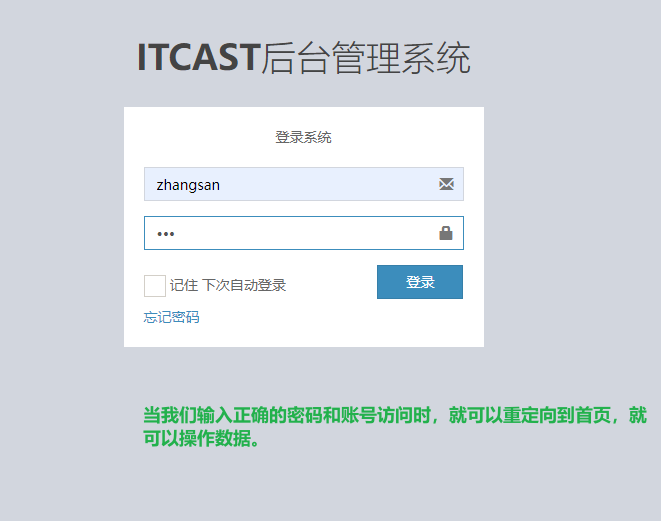 ITCAST后台管理系统
登录系统
zhangsan
•••
记住 下次自动登录
登录
忘记密码
当我们输入正确的密码和账号访问时，就可以重定向到首页，就
可以操作数据。